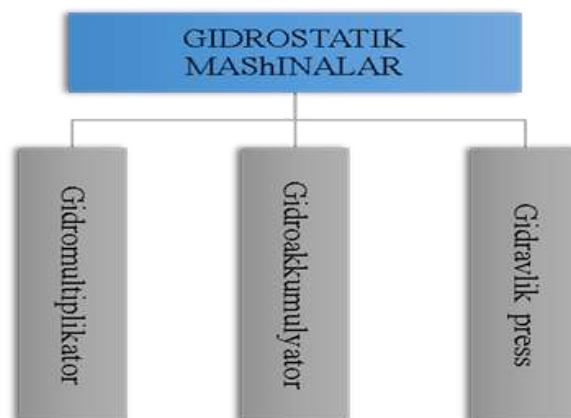 GIDROSTATIK
MAShINALAR
Gidromultiplikator
Gidroakkumulyator
Gidravlik press